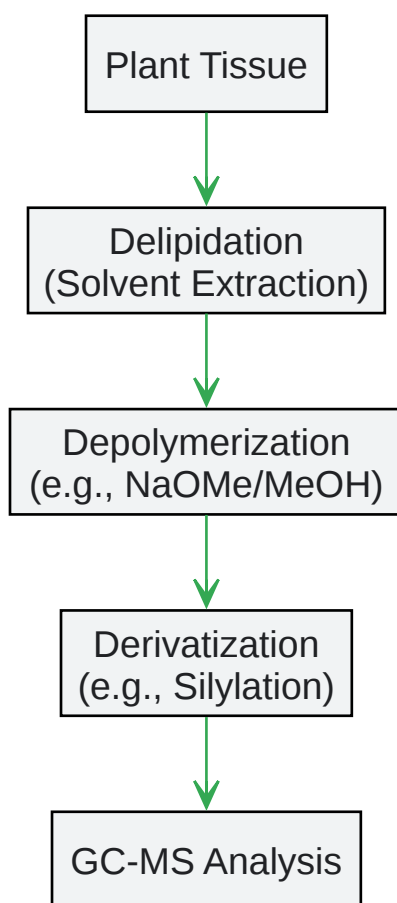 Plant Tissue
Delipidation
(Solvent Extraction)
Depolymerization
(e.g., NaOMe/MeOH)
Derivatization
(e.g., Silylation)
GC-MS Analysis